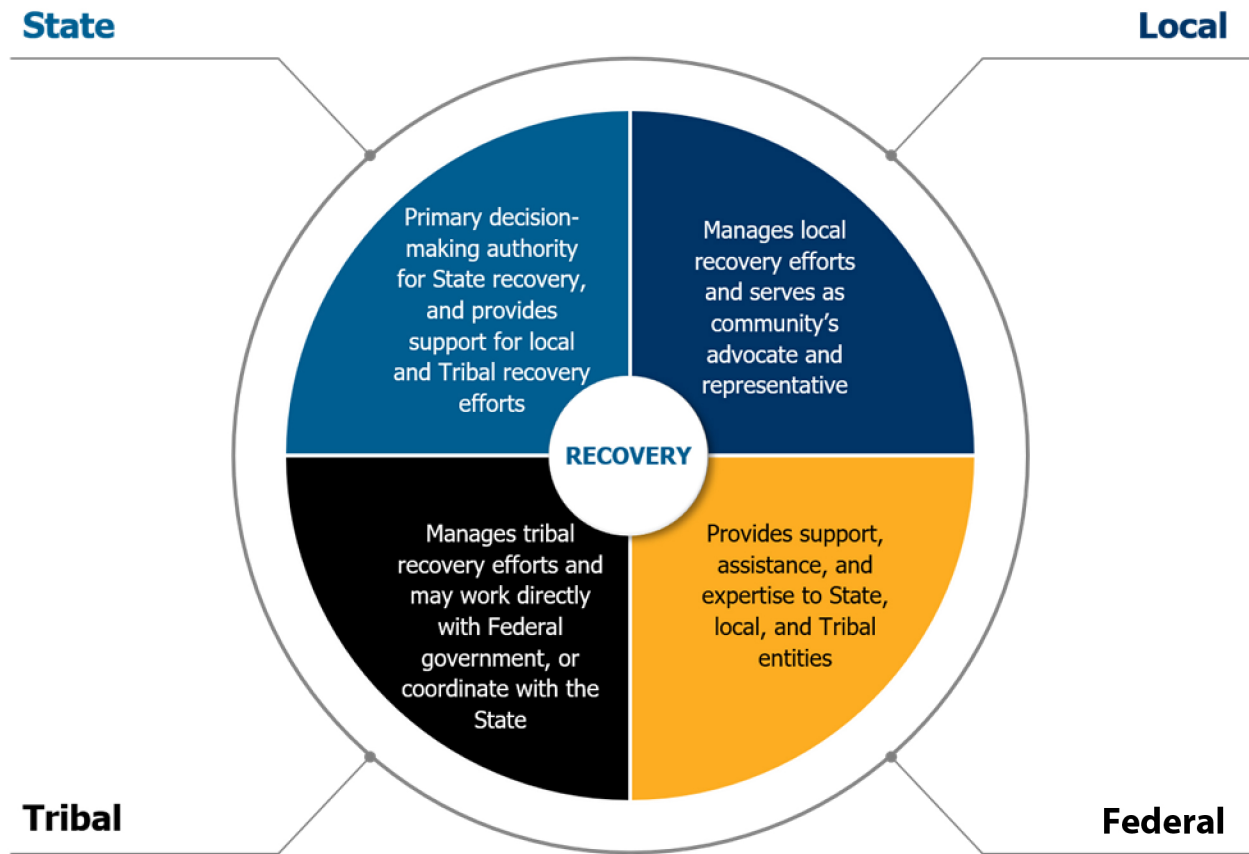 State
Local
Primary decision-
making authority
for State recovery,
and provides
support for local
and Tribal recovery
efforts
Manages local
recovery efforts
and serves as
community’s
advocate and
representative
RECOVERY
Manages tribal
recovery efforts and
may work directly
with Federal
government, or
coordinate with the
State
Provides support,
assistance, and
expertise to State,
local, and Tribal
entities
Tribal
Federal